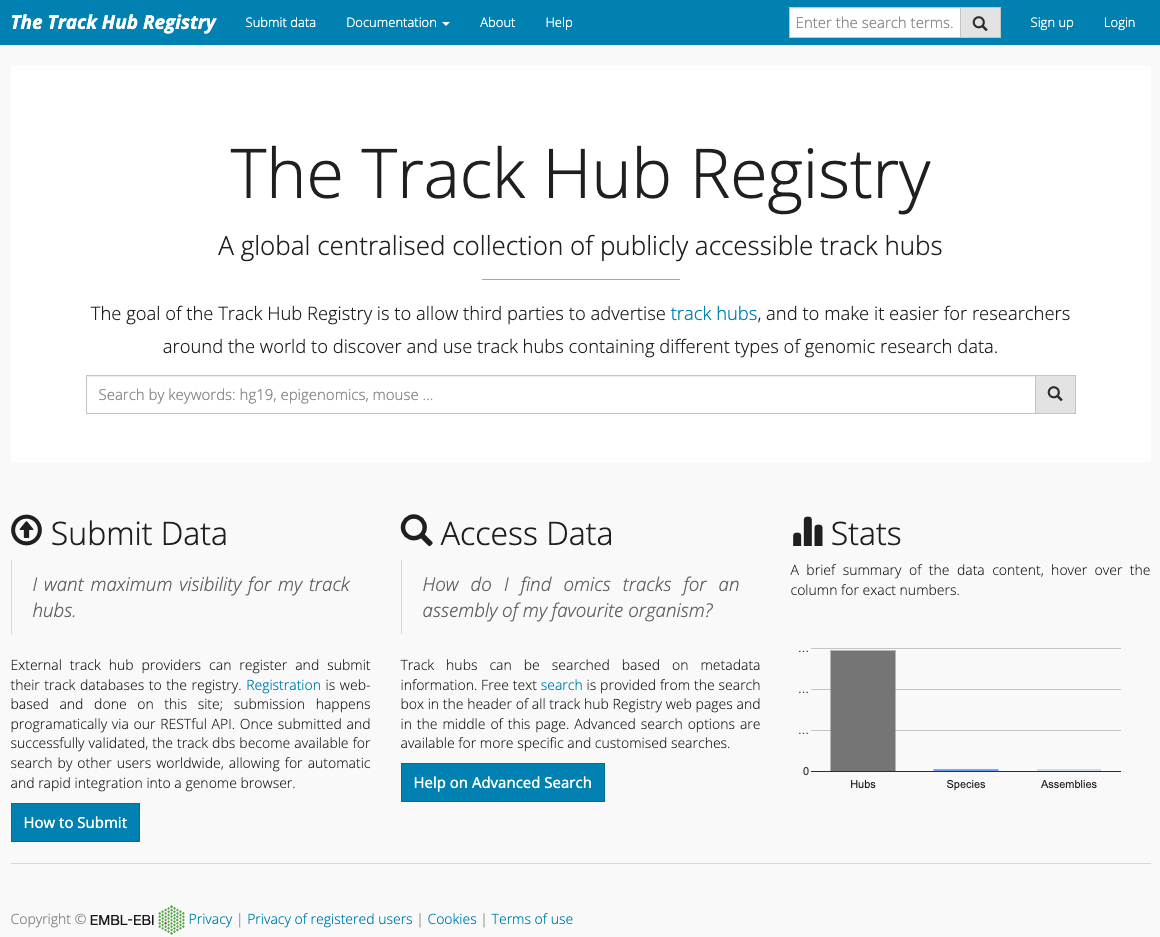 The Track Hub Registry Submit data Documentation About Help Enter the search terms. Sign up Login
The Track Hub Registry
A global centralised collection of publicly accessible track hubs
The goal of the Track Hub Registry is to allow third parties to advertise track hubs, and to make it easier for researchers
around the world to discover and use track hubs containing different types of genomic research data.
Search by keywords: hg19, epigenomics, mouse ...
Submit Data
I want maximum visibility for my track
hubs.
External track hub providers can register and submit
their track databases to the registry. Registration is web-
based and done on this site; submission happens
programatically via our RESTful API. Once submitted and
successfully validated, the track dbs become available for
search by other users worldwide, allowing for automatic
and rapid integration into a genome browser.
How to Submit
Access Data
How do I find omics tracks for an
assembly of my favourite organism?
Track hubs can be searched based on metadata
information. Free text search is provided from the search
box in the header of all track hub Registry web pages and
in the middle of this page. Advanced search options are
available for more specific and customised searches.
Help on Advanced Search
Stats
A brief summary of the data content, hover over the
column for exact numbers.
...
...
...
0
Hubs Species Assemblies
Copyright © EMBL-EBI Privacy | Privacy of registered users | Cookies | Terms of use